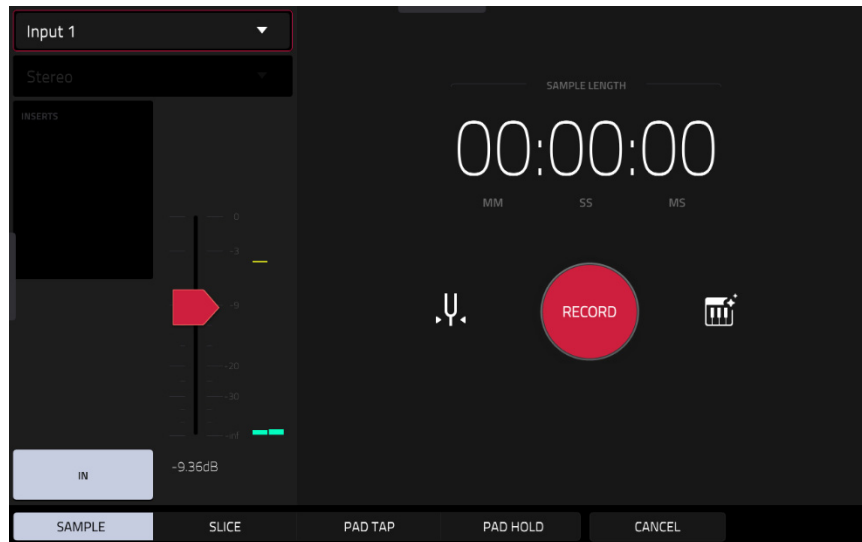 Input 1
Stereo
INSERTS
SAMPLE LENGTH
00:00:00
MM SS MS
0
-3
-9
-20
-30
-inf
RECORD
-9.36dB
IN
SAMPLE SLICE PAD TAP PAD HOLD CANCEL